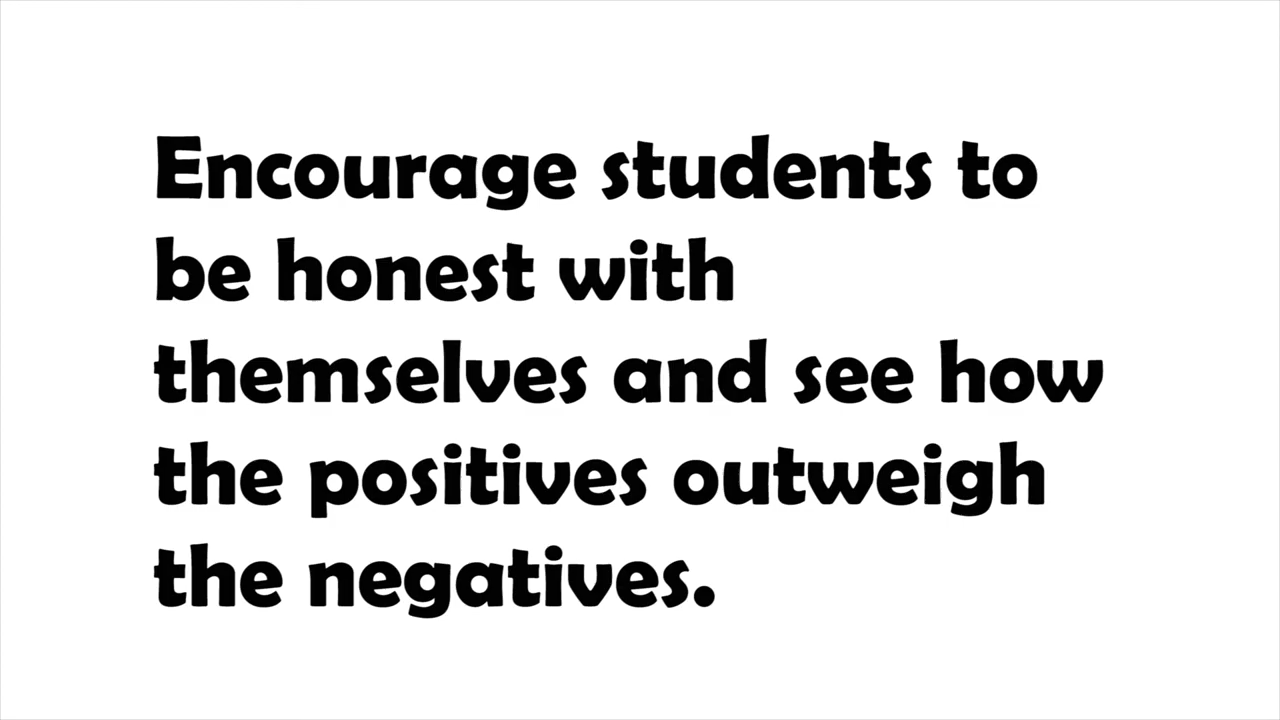 Encourage students to
be honest with
themselves and see how
the positives outweigh
the negatives.